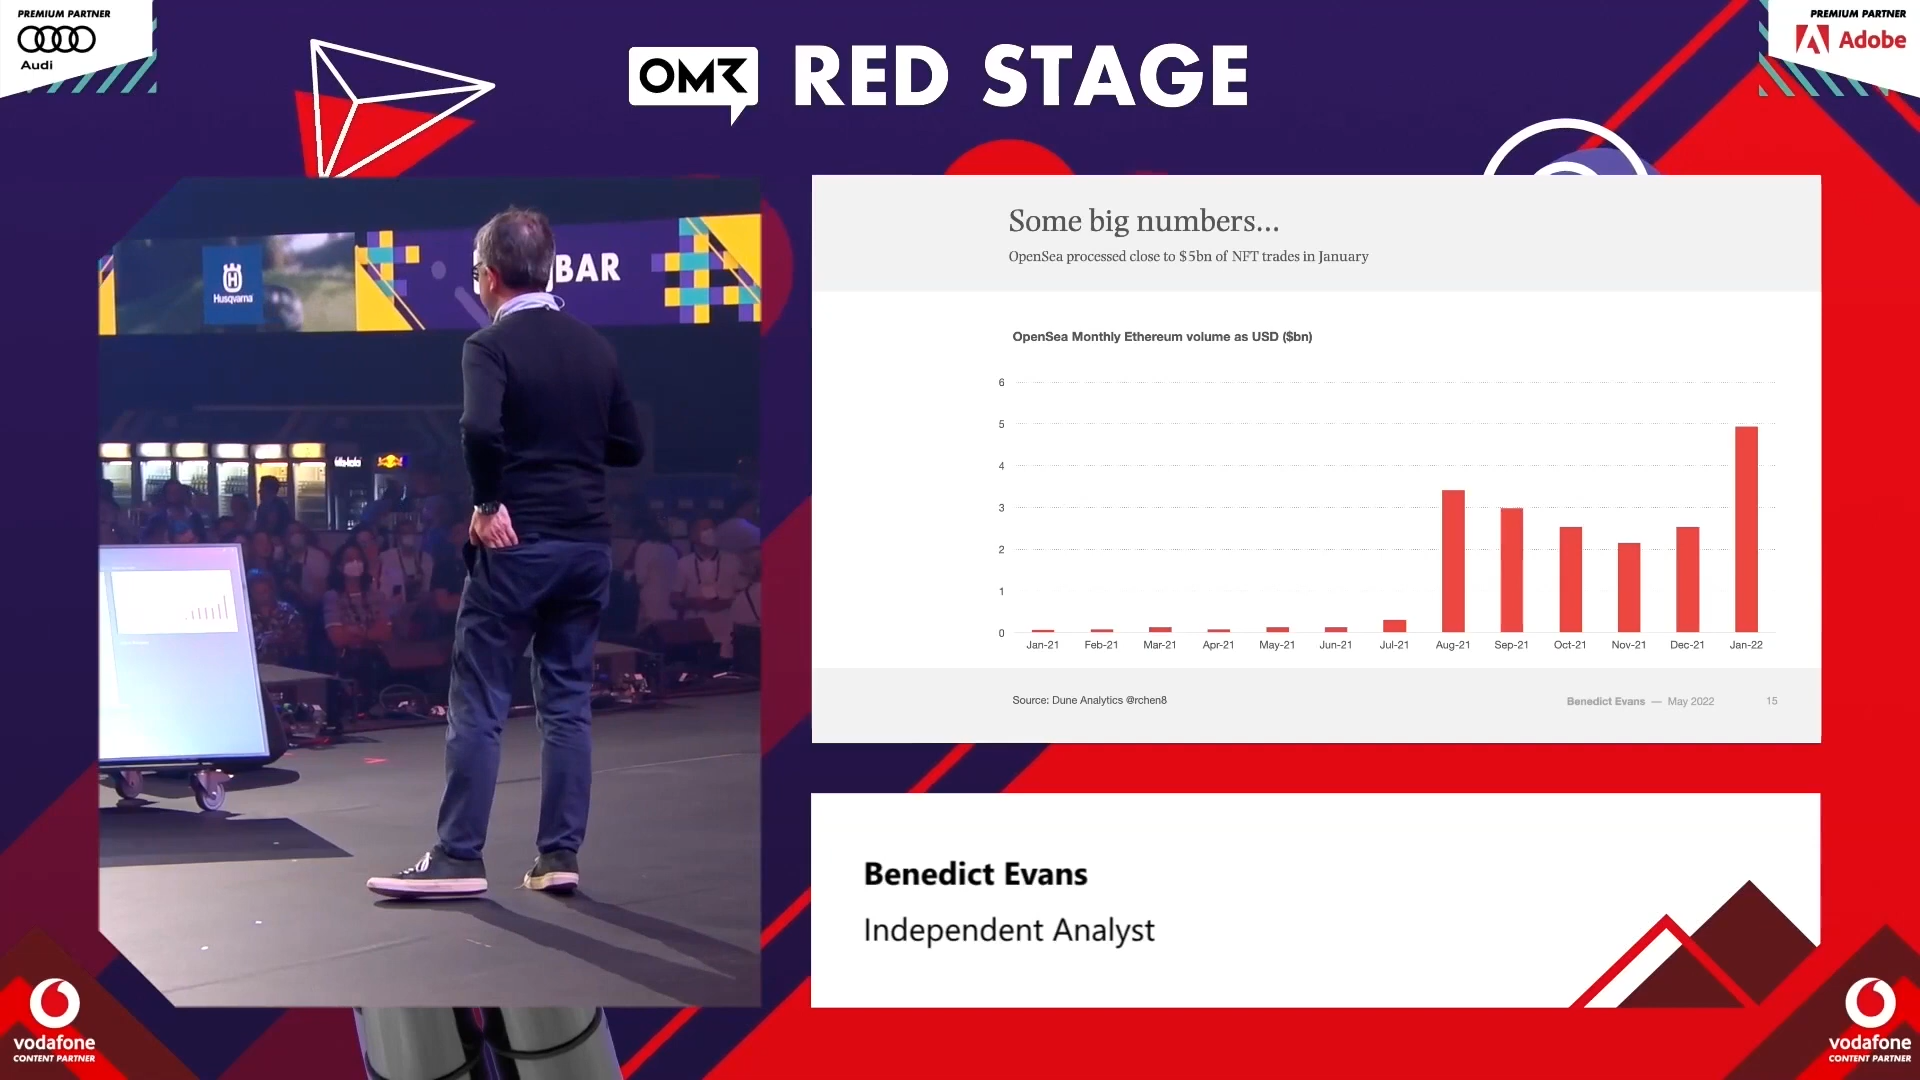 PREMIUM PARTNER
Audi
OMR RED STAGE
PREMIUM PARTNER
Adobe
Husqvarna
BAR
Some big numbers...
OpenSea processed close to $5bn of NFT trades in January
OpenSea Monthly Ethereum volume as USD ($bn)
6
5
4
3
2
1
0
Jan-21 Feb-21 Mar-21 Apr-21 May-21 Jun-21 Jul-21 Aug-21 Sep-21 Oct-21 Nov-21 Dec-21 Jan-22
Source: Dune Analytics @rchen8
Benedict Evans — May 2022 15
Benedict Evans
Independent Analyst
vodafone
CONTENT PARTNER
vodafone
CONTENT PARTNER